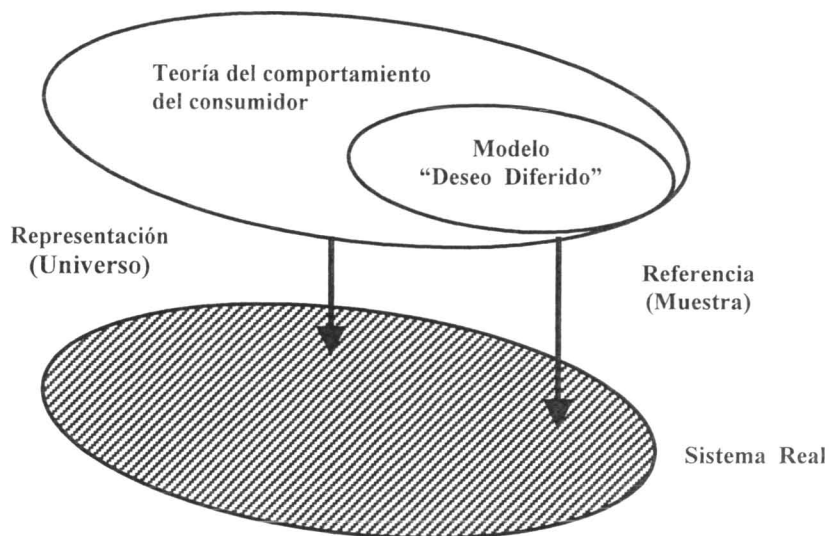 Teoría del comportamiento
del consumidor
Modelo
“Deseo Diferido”
Representación
(Universo)
Referencia
(Muestra)
Sistema Real